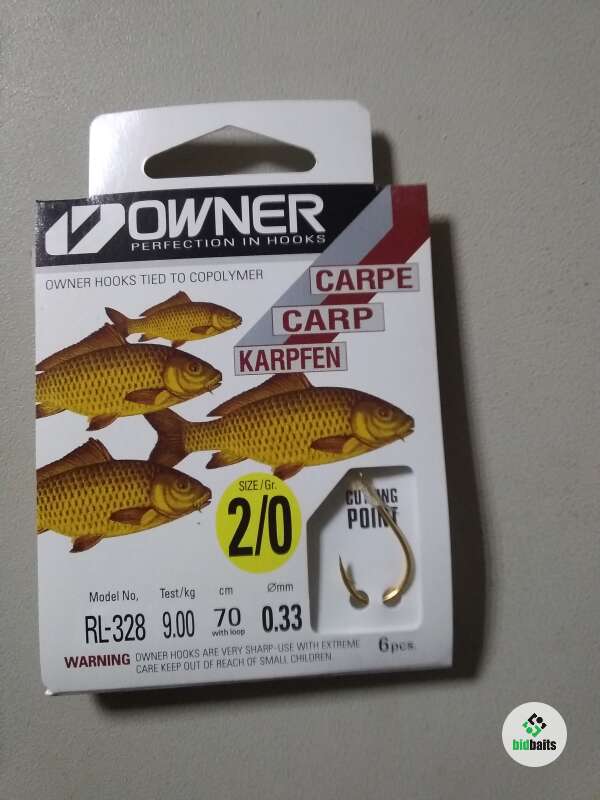 OWNER
PERFECTION IN HOOKS
OWNER HOOKS TIED TO COPOLYMER
CARPE
CARP
KARPFEN
SIZE/Gr.
2/0
CUTTING
POINT
Model No, Test/kg cm Ømm
RL-328 9.00 70 0.33
with loop
6pcs.
WARNING OWNER HOOKS ARE VERY SHARP-USE WITH EXTREME
CARE KEEP OUT OF REACH OF SMALL CHILDREN.
bidbaits